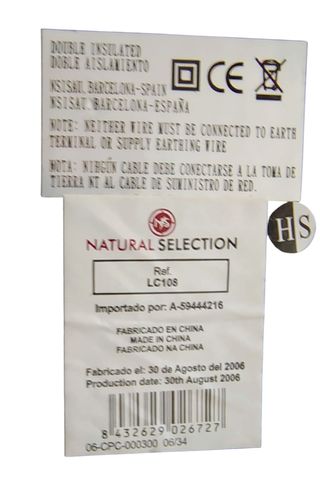 DOUBLE INSULATED
DOBLE AISLAMIENTO
NSISAU, BARCELONA-SPAIN
NSISAU, BARCELONA-ESPAÑA
CE
NOTE: NEITHER WIRE MUST BE CONNECTED TO EARTH
TERMINAL OR SUPPLY EARTHING WIRE
NOTA: NINGÚN CABLE DEBE CONECTARSE A LA TOMA DE
TIERRA NI AL CABLE DE SUMINISTRO DE RED.
HS
NS
NATURAL SELECTION
Ref.
LC108
Importado por: A-59444216
FABRICADO EN CHINA
MADE IN CHINA
FABRICADO NA CHINA
Fabricado el: 30 de Agosto del 2006
Production date: 30th August 2006
8 432629 026727
06-CPC-000300 06/34